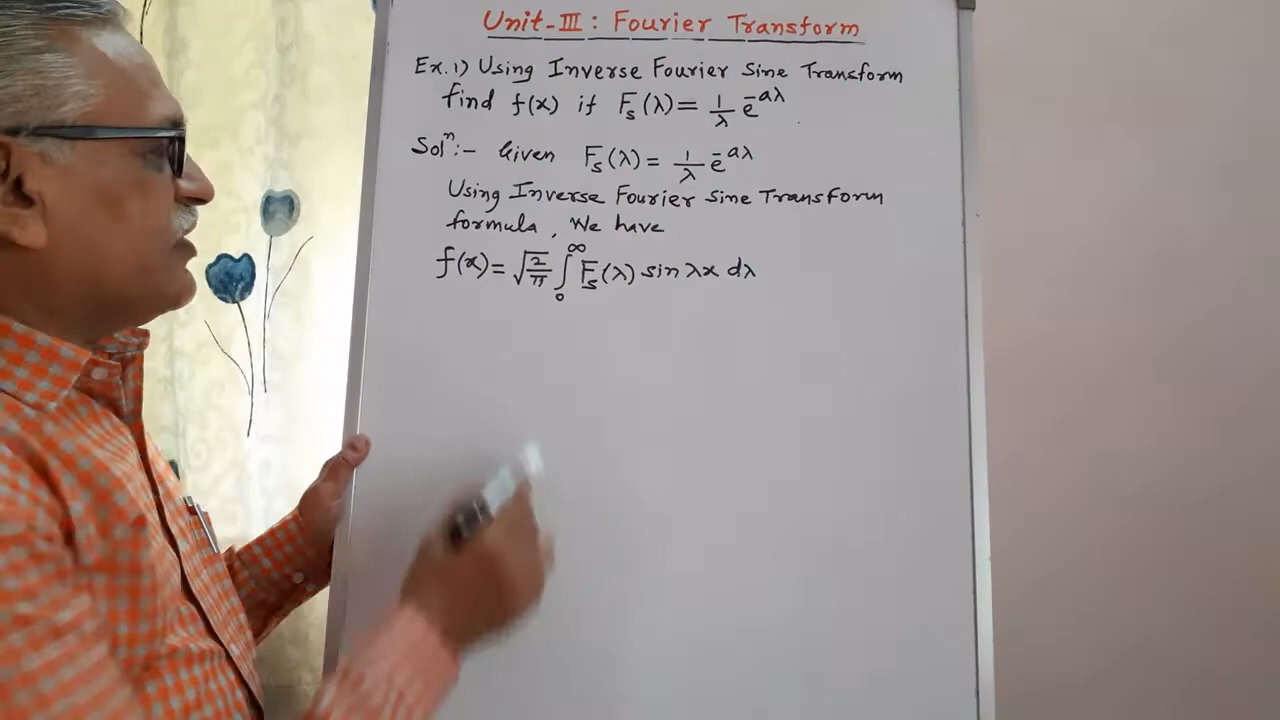 Unit-III : Fourier Transform
Ex.1) Using Inverse Fourier Sine Transform
find f(x) if Fₛ(λ) = 1/λ e^-aλ
Solⁿ:- Given Fₛ(λ) = 1/λ e^-aλ
Using Inverse Fourier Sine Transform
formula, We have
f(x) = √(2/π) ∫₀^∞ Fₛ(λ) sin λx dλ